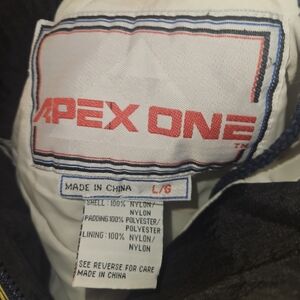 APEX ONE
TM
MADE IN CHINA L/G
SHELL: 100% NYLON/
NYLON
PADDING:100% POLYESTER/
POLYESTER
LINING: 100% NYLON/
NYLON
SEE REVERSE FOR CARE
MADE IN CHINA